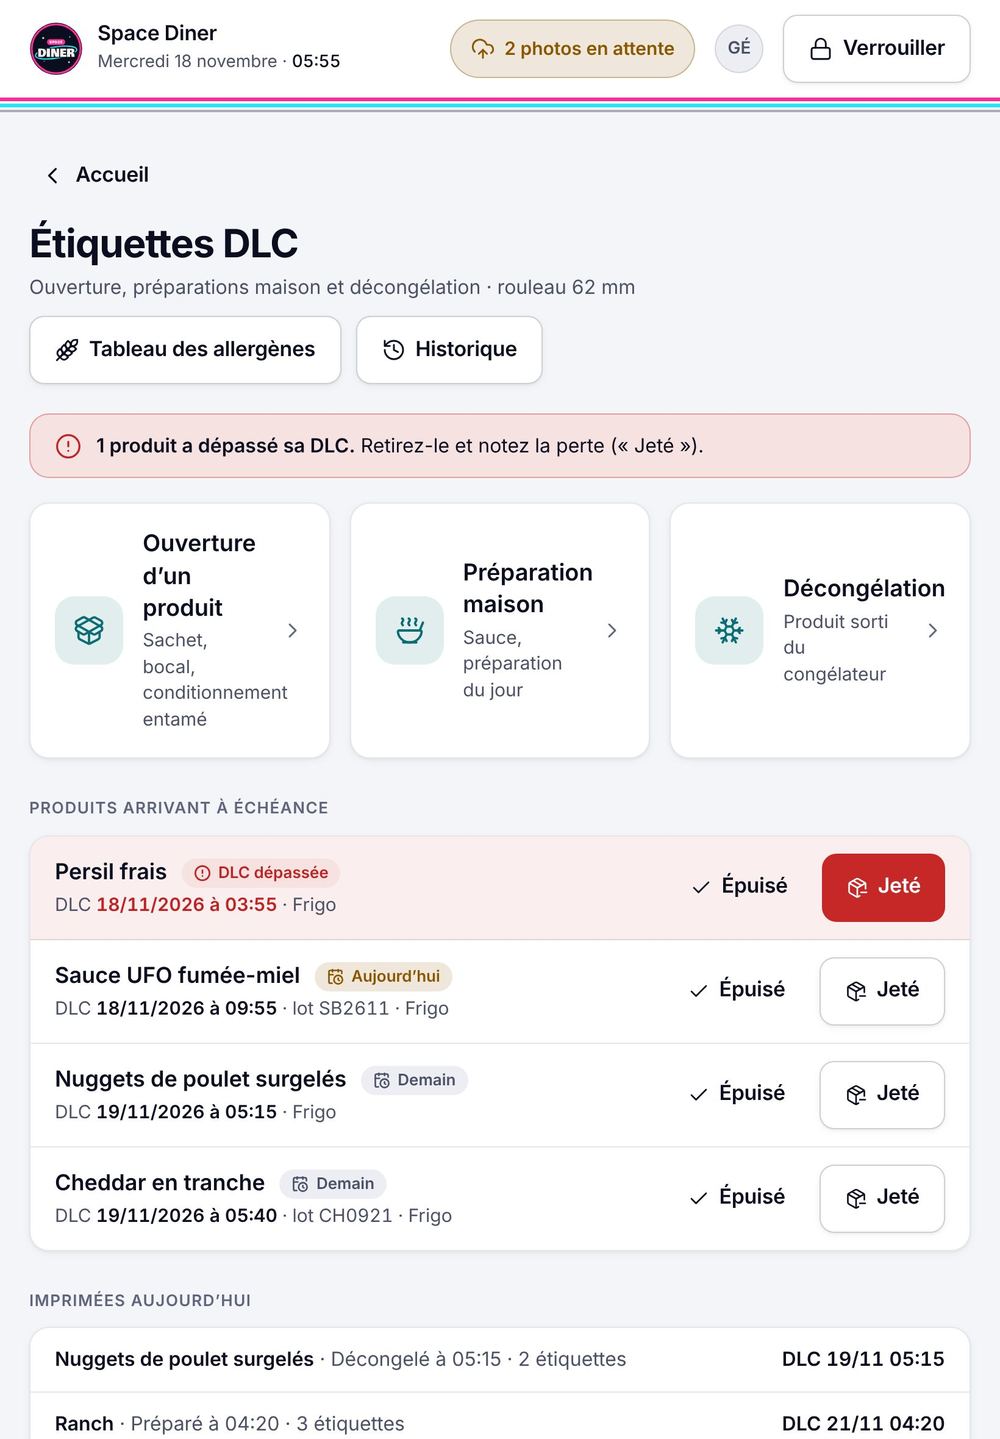 SPACE
DINER
Space Diner
Mercredi 18 novembre · 05:55
2 photos en attente
GÉ
Verrouiller
Accueil
Étiquettes DLC
Ouverture, préparations maison et décongélation · rouleau 62 mm
Tableau des allergènes
Historique
1 produit a dépassé sa DLC. Retirez-le et notez la perte (« Jeté »).
Ouverture
d’un
produit
Sachet,
bocal,
conditionnement
entamé
Préparation
maison
Sauce,
préparation
du jour
Décongélation
Produit sorti
du
congélateur
PRODUITS ARRIVANT À ÉCHÉANCE
Persil frais
DLC dépassée
DLC 18/11/2026 à 03:55 · Frigo
Épuisé
Jeté
Sauce UFO fumée-miel
Aujourd’hui
DLC 18/11/2026 à 09:55 · lot SB2611 · Frigo
Épuisé
Jeté
Nuggets de poulet surgelés
Demain
DLC 19/11/2026 à 05:15 · Frigo
Épuisé
Jeté
Cheddar en tranche
Demain
DLC 19/11/2026 à 05:40 · lot CH0921 · Frigo
Épuisé
Jeté
IMPRIMÉES AUJOURD’HUI
Nuggets de poulet surgelés · Décongelé à 05:15 · 2 étiquettes
DLC 19/11 05:15
Ranch · Préparé à 04:20 · 3 étiquettes
DLC 21/11 04:20